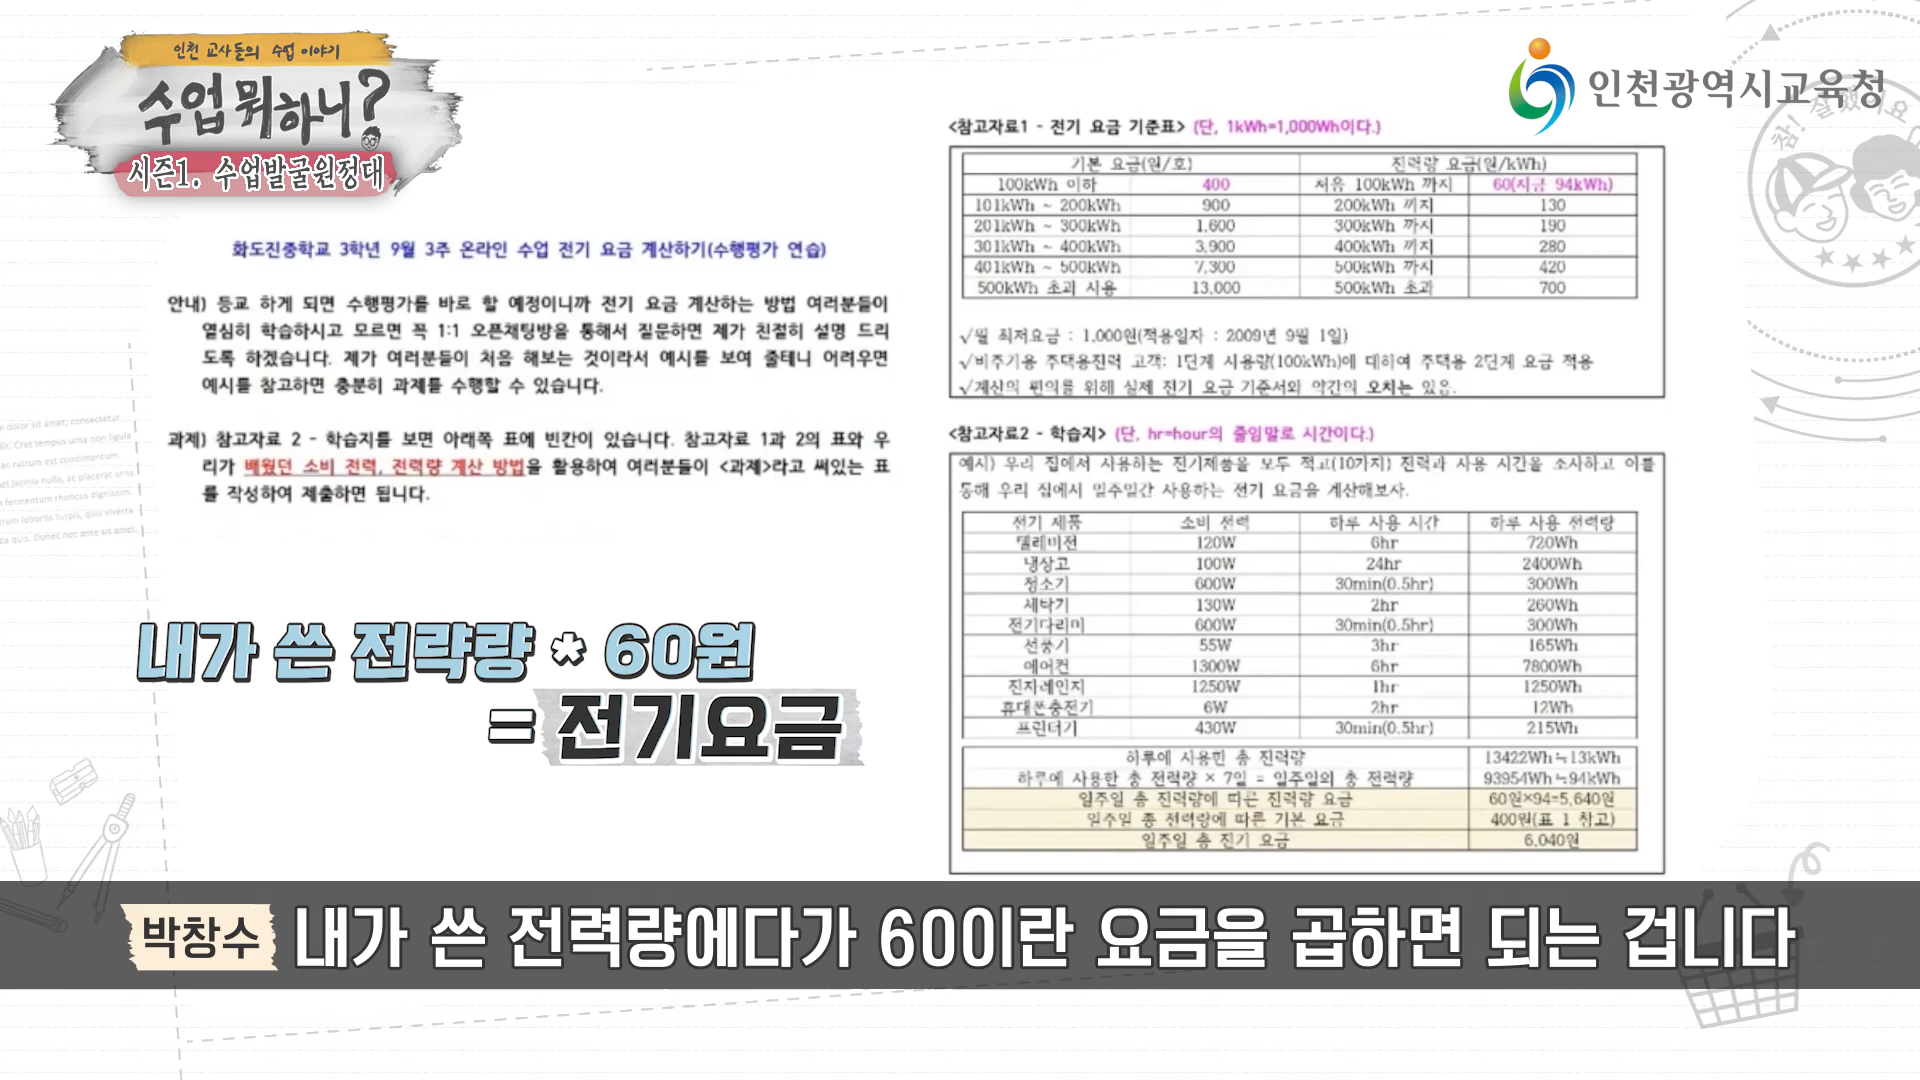 인천 교사들의 수업 이야기
수업 뭐하니?
시즌1. 수업발굴원정대
인천광역시교육청
참! 잘했어요
화도진중학교 3학년 9월 3주 온라인 수업 전기 요금 계산하기(수행평가 연습)
안내) 등교 하게 되면 수행평가를 바로 할 예정이니까 전기 요금 계산하는 방법 여러분들이
열심히 학습하시고 모르면 꼭 1:1 오픈채팅방을 통해서 질문하면 제가 친절히 설명 드리
도록 하겠습니다. 제가 여러분들이 처음 해보는 것이라서 예시를 보여 줄테니 어려우면
예시를 참고하면 충분히 과제를 수행할 수 있습니다.
과제) 참고자료 2 - 학습지를 보면 아래쪽 표에 빈칸이 있습니다. 참고자료 1과 2의 표와 우
리가 배웠던 소비 전력, 전력량 계산 방법을 활용하여 여러분들이 <과제>라고 써있는 표
를 작성하여 제출하면 됩니다.
내가 쓴 전략량 * 60원
= 전기요금
<참고자료1 - 전기 요금 기준표> (단, 1kWh=1,000Wh이다.)
기본 요금(원/호) 전력량 요금(원/kWh)
100kWh 이하 400 처음 100kWh 까지 60(지금 94kWh)
101kWh ~ 200kWh 900 200kWh 까지 130
201kWh ~ 300kWh 1,600 300kWh 까지 190
301kWh ~ 400kWh 3,900 400kWh 까지 280
401kWh ~ 500kWh 7,300 500kWh 까지 420
500kWh 초과 사용 13,000 500kWh 초과 700
√월 최저요금 : 1,000원(적용일자 : 2009년 9월 1일)
√비주거용 주택용전력 고객: 1단계 사용량(100kWh)에 대하여 주택용 2단계 요금 적용
√계산의 편의를 위해 실제 전기 요금 기준서와 약간의 오차는 있음.
<참고자료2 - 학습지> (단, hr=hour의 줄임말로 시간이다.)
예시) 우리 집에서 사용하는 전기제품을 모두 적고(10가지) 전력과 사용 시간을 조사하고 이를
통해 우리 집에서 일주일간 사용하는 전기 요금을 계산해보자.
전기 제품 소비 전력 하루 사용 시간 하루 사용 전력량
텔레비전 120W 6hr 720Wh
냉장고 100W 24hr 2400Wh
청소기 600W 30min(0.5hr) 300Wh
세탁기 130W 2hr 260Wh
전기다리미 600W 30min(0.5hr) 300Wh
선풍기 55W 3hr 165Wh
에어컨 1300W 6hr 7800Wh
전자레인지 1250W 1hr 1250Wh
휴대폰충전기 6W 2hr 12Wh
프린터기 430W 30min(0.5hr) 215Wh
하루에 사용한 총 전력량 13422Wh≒13kWh
하루에 사용한 총 전력량 × 7일 = 일주일의 총 전력량 93954Wh≒94kWh
일주일 총 전력량에 따른 전력량 요금 60원×94=5,640원
일주일 총 전력량에 따른 기본 요금 400원(표 1 참고)
일주일 총 전기 요금 6,040원
박창수 내가 쓴 전력량에다가 60이란 요금을 곱하면 되는 겁니다